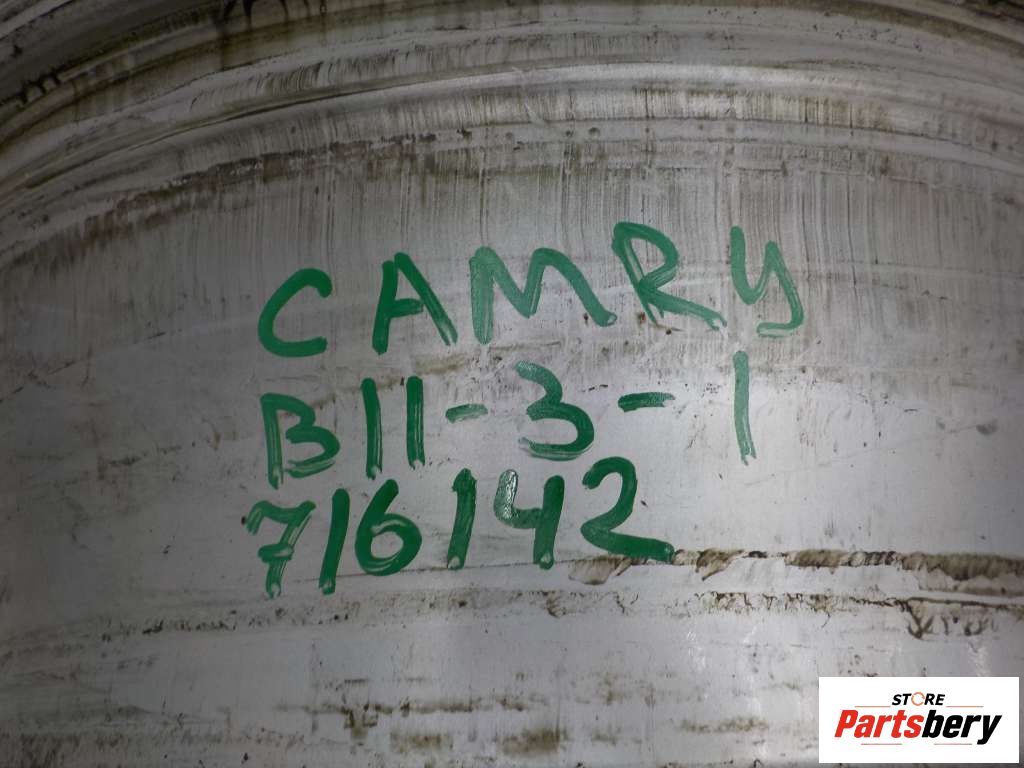 CAMRY
B11-3-1
716142
STORE
Partsbery